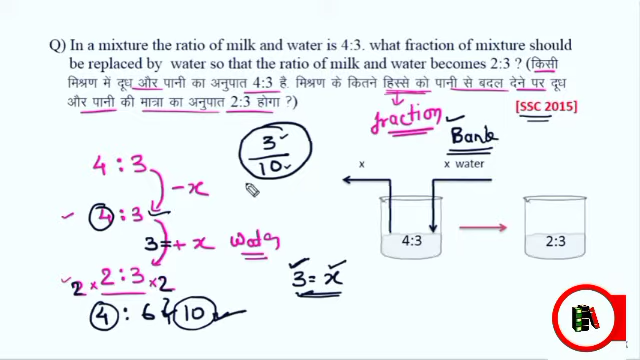 Q) In a mixture the ratio of milk and water is 4:3. what fraction of mixture should
be replaced by water so that the ratio of milk and water becomes 2:3 ? (किसी
मिश्रण में दूध और पानी का अनुपात 4:3 है. मिश्रण के कितने हिस्से को पानी से बदल देने पर दूध
और पानी की मात्रा का अनुपात 2:3 होगा ?)
[SSC 2015]
fraction
Bank
3
10
4 : 3
- x
4 : 3
3 = + x water
2 × 2 : 3 × 2
4 : 6 } 10
3 = x
x
x water
4:3
2:3